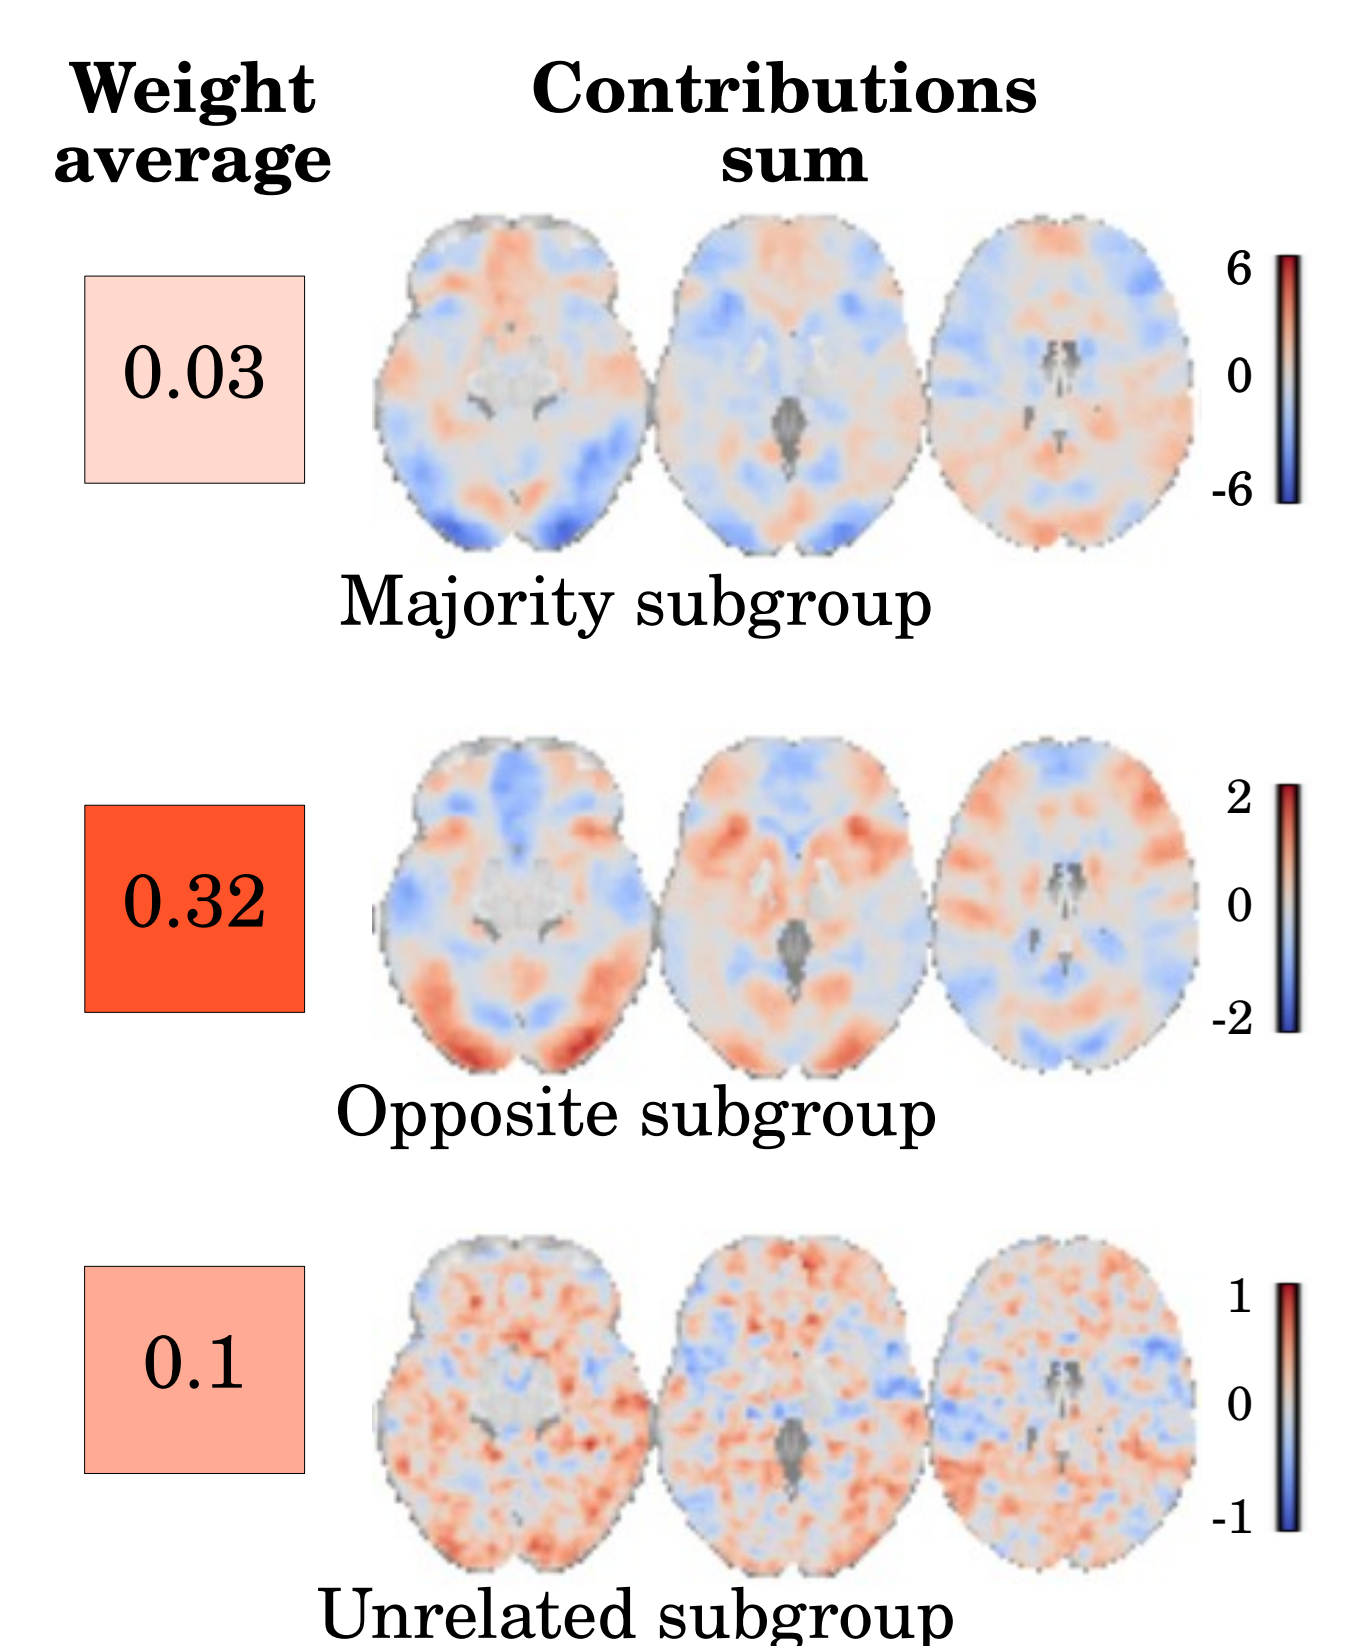 Weight
average
Contributions
sum
0.03
6
0
-6
Majority subgroup
0.32
2
0
-2
Opposite subgroup
0.1
1
0
-1
Unrelated subgroup